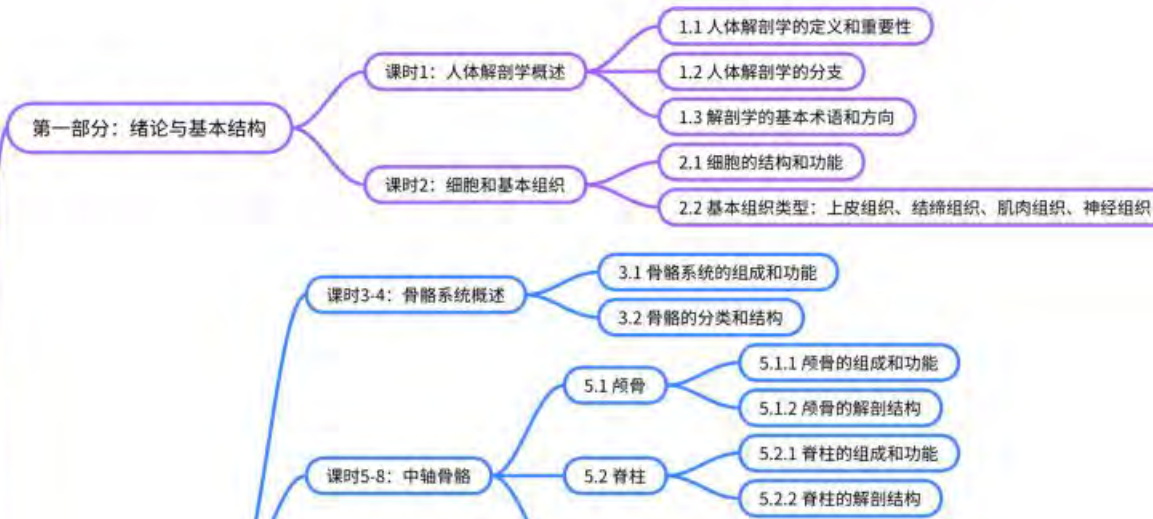 第一部分：绪论与基本结构
课时1：人体解剖学概述
1.1 人体解剖学的定义和重要性
1.2 人体解剖学的分支
1.3 解剖学的基本术语和方向
课时2：细胞和基本组织
2.1 细胞的结构和功能
2.2 基本组织类型：上皮组织、结缔组织、肌肉组织、神经组织
课时3-4：骨骼系统概述
3.1 骨骼系统的组成和功能
3.2 骨骼的分类和结构
课时5-8：中轴骨骼
5.1 颅骨
5.1.1 颅骨的组成和功能
5.1.2 颅骨的解剖结构
5.2 脊柱
5.2.1 脊柱的组成和功能
5.2.2 脊柱的解剖结构